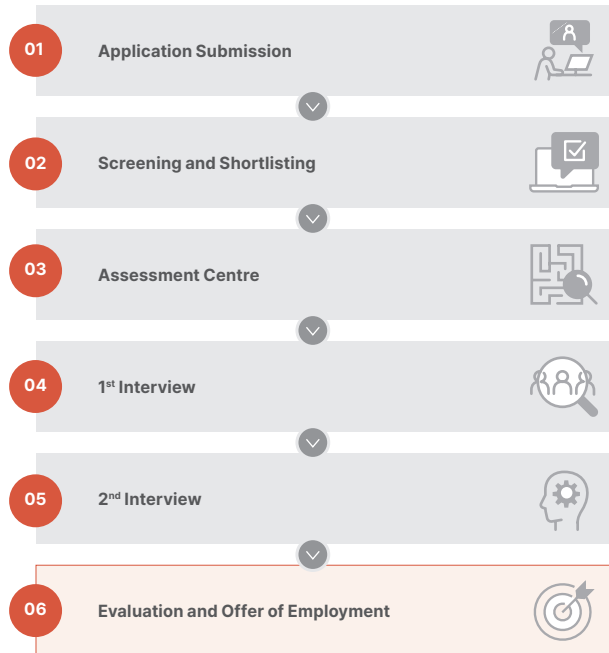 01
Application Submission
02
Screening and Shortlisting
03
Assessment Centre
04
1st Interview
05
2nd Interview
06
Evaluation and Offer of Employment